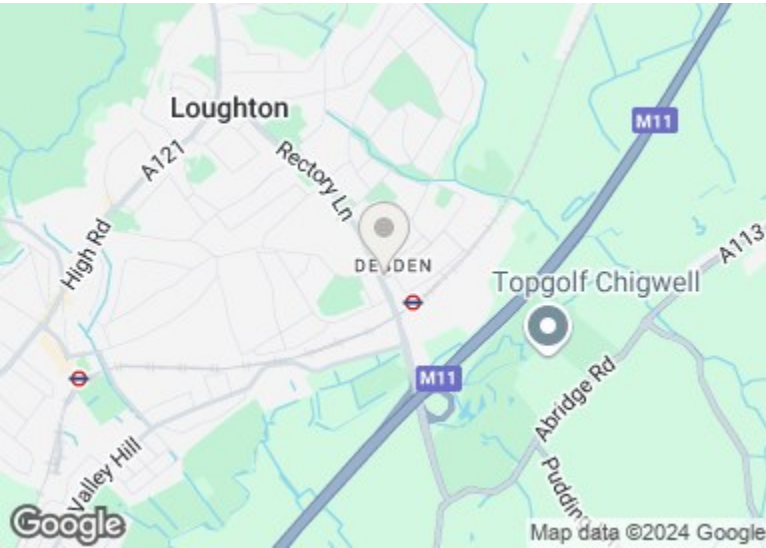 Loughton
A121
Rectory Ln
High Rd
M11
A113
DEBDEN
Topgolf Chigwell
M11
Abridge Rd
Valley Hill
Google
Map data ©2024 Google